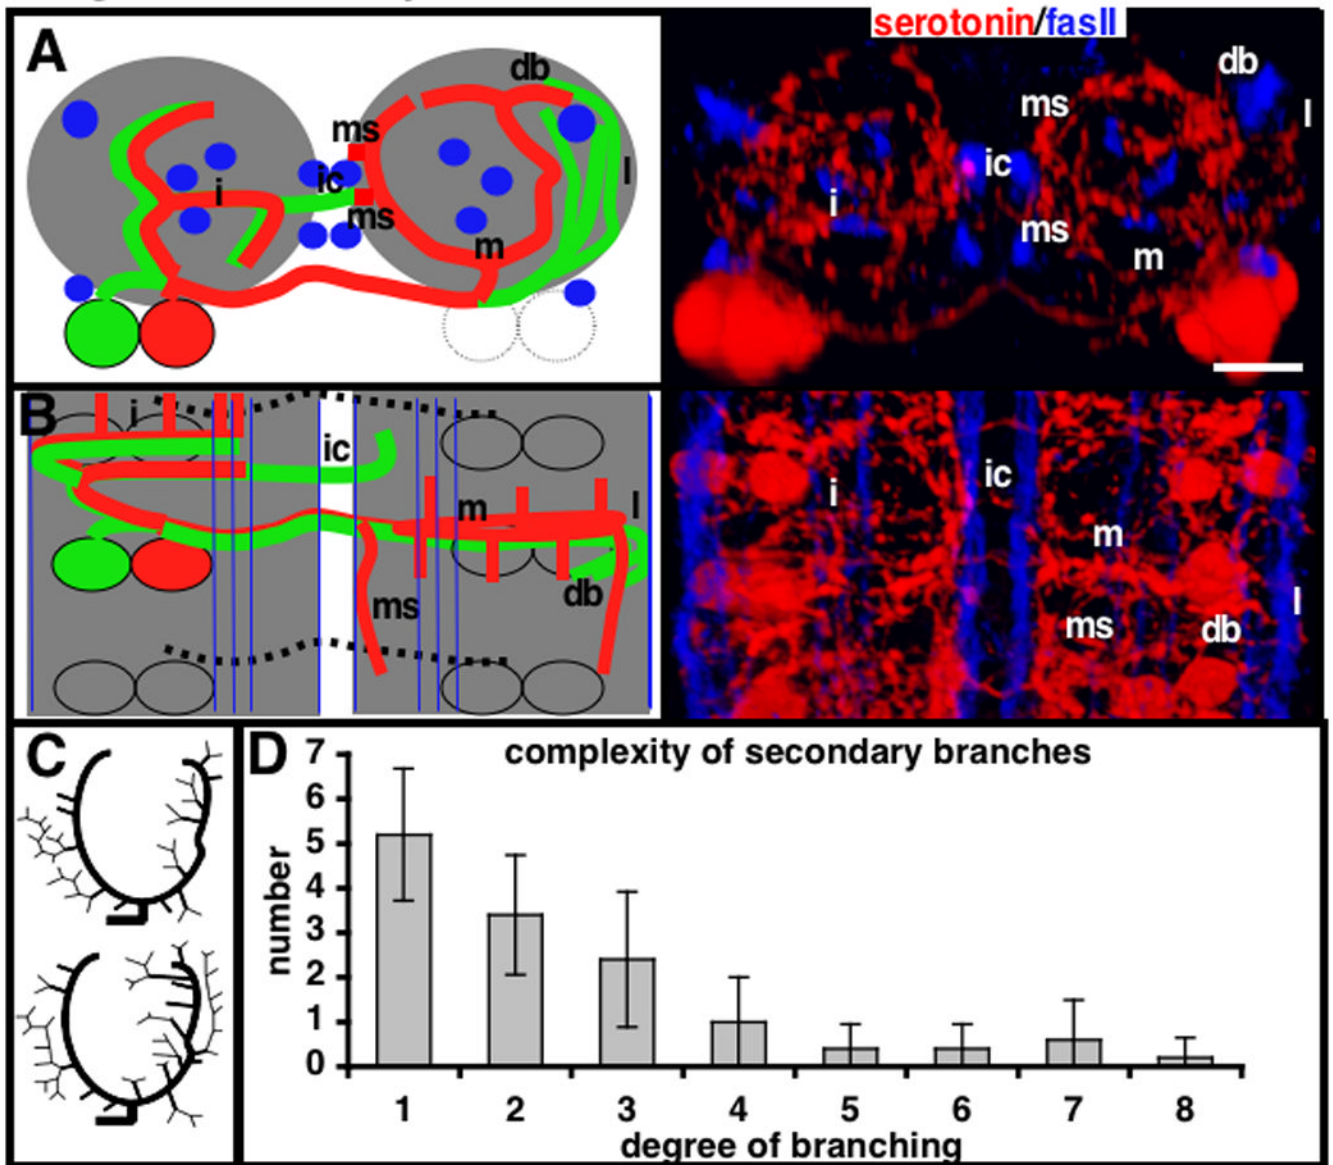 serotonin/fasII
A
db
ms
ic
i
l
ms
m
db
l
ms
ic
i
ms
m
B
i
ic
m
l
ms
db
ic
i
m
l
ms
db
C
D
complexity of secondary branches
7
6
5
4
3
2
1
0
number
1 2 3 4 5 6 7 8
degree of branching